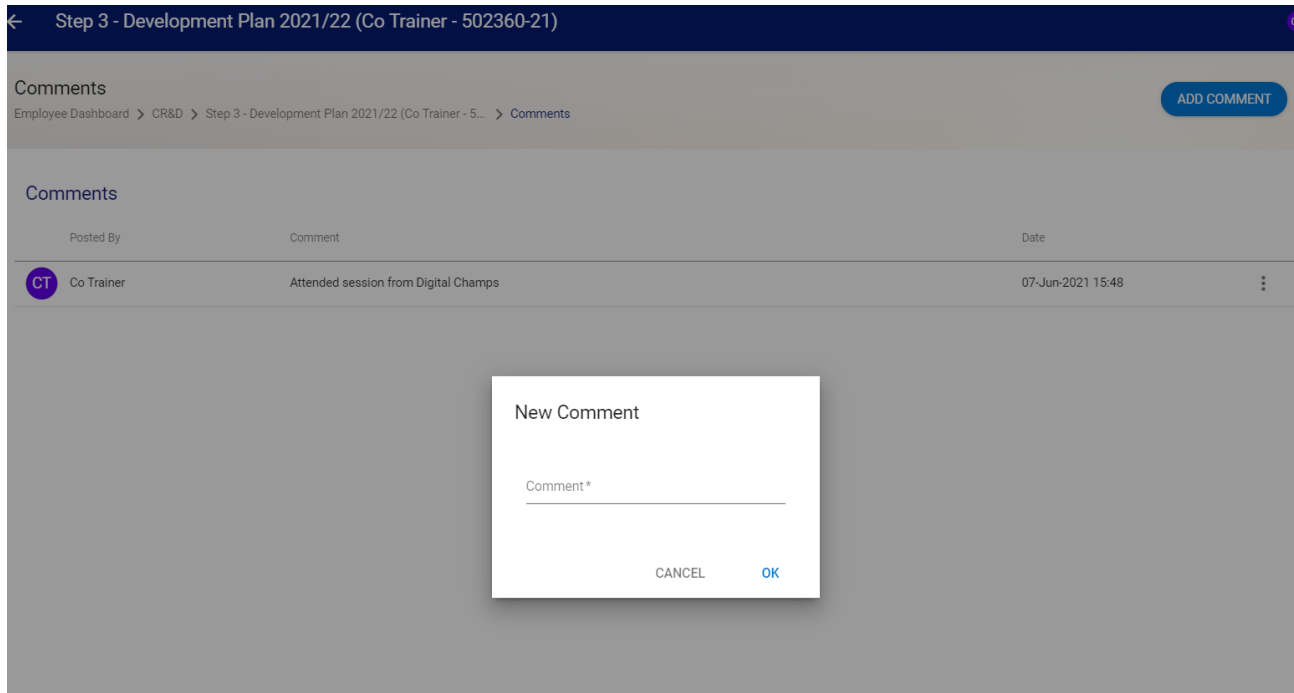 Step 3 - Development Plan 2021/22 (Co Trainer - 502360-21)
Comments
Employee Dashboard > CR&D > Step 3 - Development Plan 2021/22 (Co Trainer - 5... > Comments
ADD COMMENT
Comments
Posted By Comment Date
CT Co Trainer Attended session from Digital Champs 07-Jun-2021 15:48
New Comment
Comment*
CANCEL OK